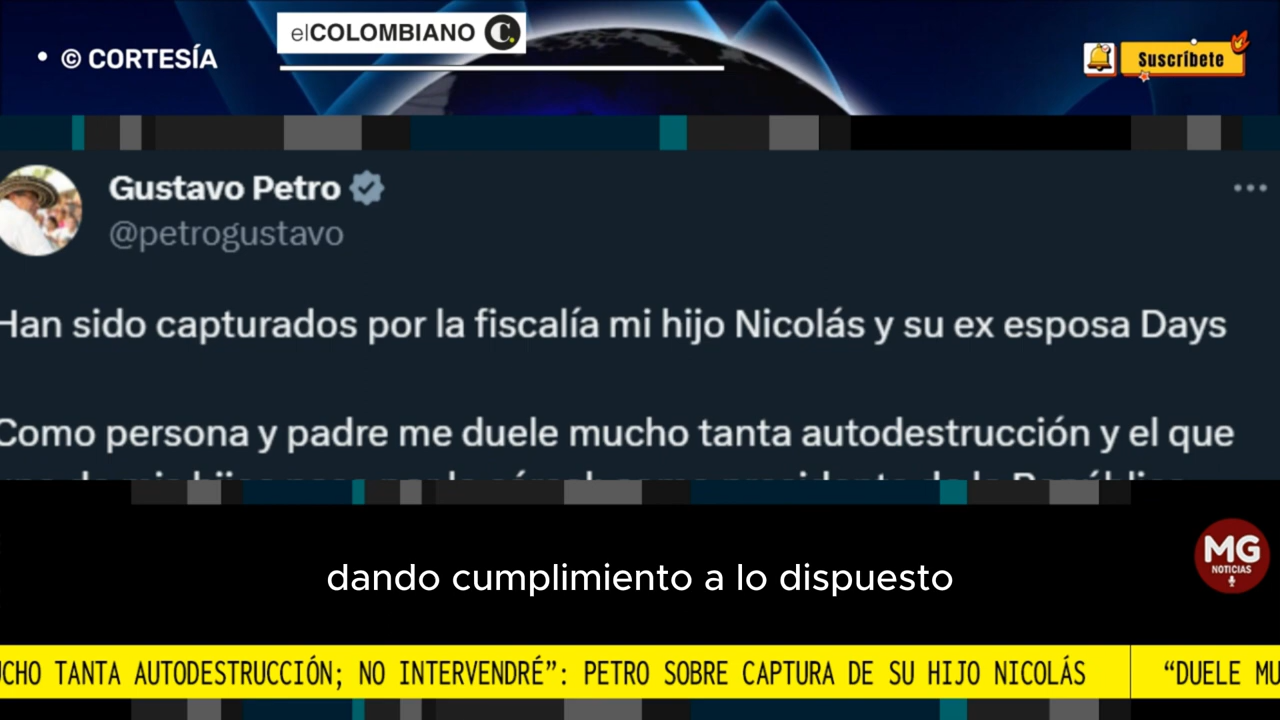 © CORTESÍA
elCOLOMBIANO C.
Suscríbete
Gustavo Petro
@petrogustavo
Han sido capturados por la fiscalía mi hijo Nicolás y su ex esposa Days
Como persona y padre me duele mucho tanta autodestrucción y el que
dando cumplimiento a lo dispuesto
MG
NOTICIAS
UCHO TANTA AUTODESTRUCCIÓN; NO INTERVENDRÉ”: PETRO SOBRE CAPTURA DE SU HIJO NICOLÁS “DUELE MU